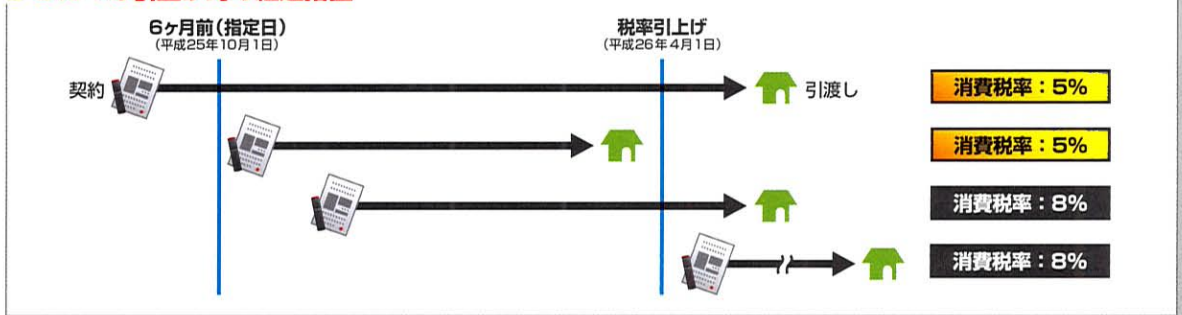 6ヶ月前(指定日)
(平成25年10月1日)
税率引上げ
(平成26年4月1日)
契約
引渡し
消費税率：5%
消費税率：5%
消費税率：8%
消費税率：8%